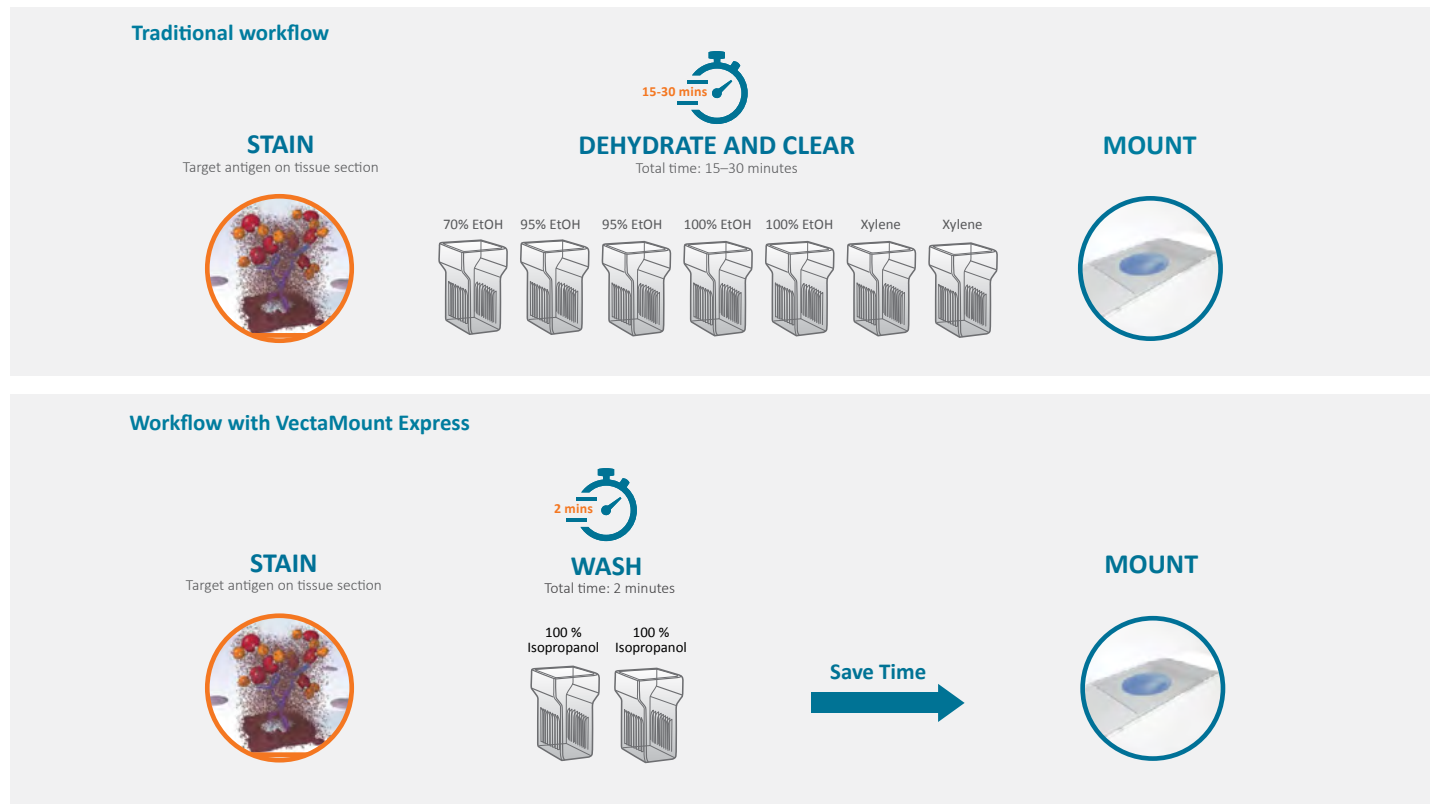 Traditional workflow
15-30 mins
STAIN
Target antigen on tissue section
DEHYDRATE AND CLEAR
Total time: 15–30 minutes
MOUNT
70% EtOH
95% EtOH
95% EtOH
100% EtOH
100% EtOH
Xylene
Xylene
Workflow with VectaMount Express
2 mins
STAIN
Target antigen on tissue section
WASH
Total time: 2 minutes
MOUNT
100 %
Isopropanol
100 %
Isopropanol
Save Time